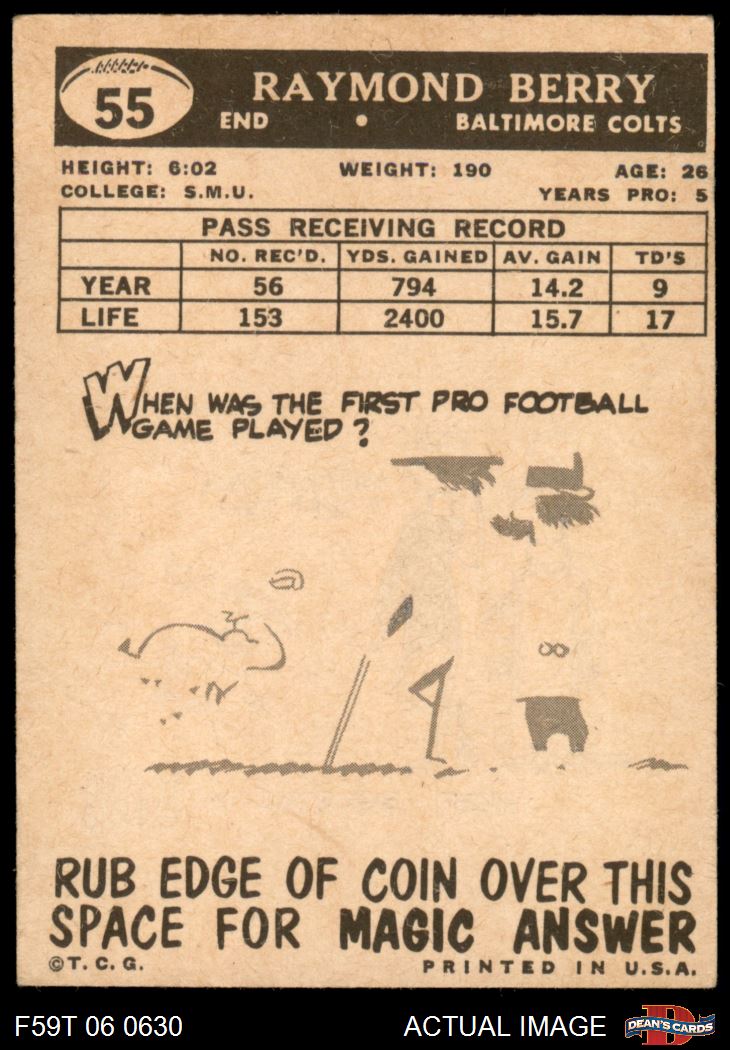 55
RAYMOND BERRY
END • BALTIMORE COLTS
HEIGHT: 6:02 WEIGHT: 190 AGE: 26
COLLEGE: S.M.U. YEARS PRO: 5
PASS RECEIVING RECORD
NO. REC'D. YDS. GAINED AV. GAIN TD'S
YEAR 56 794 14.2 9
LIFE 153 2400 15.7 17
WHEN WAS THE FIRST PRO FOOTBALL
GAME PLAYED?
RUB EDGE OF COIN OVER THIS
SPACE FOR MAGIC ANSWER
©T. C. G. PRINTED IN U.S.A.
F59T 06 0630 ACTUAL IMAGE D DEAN'S CARDS